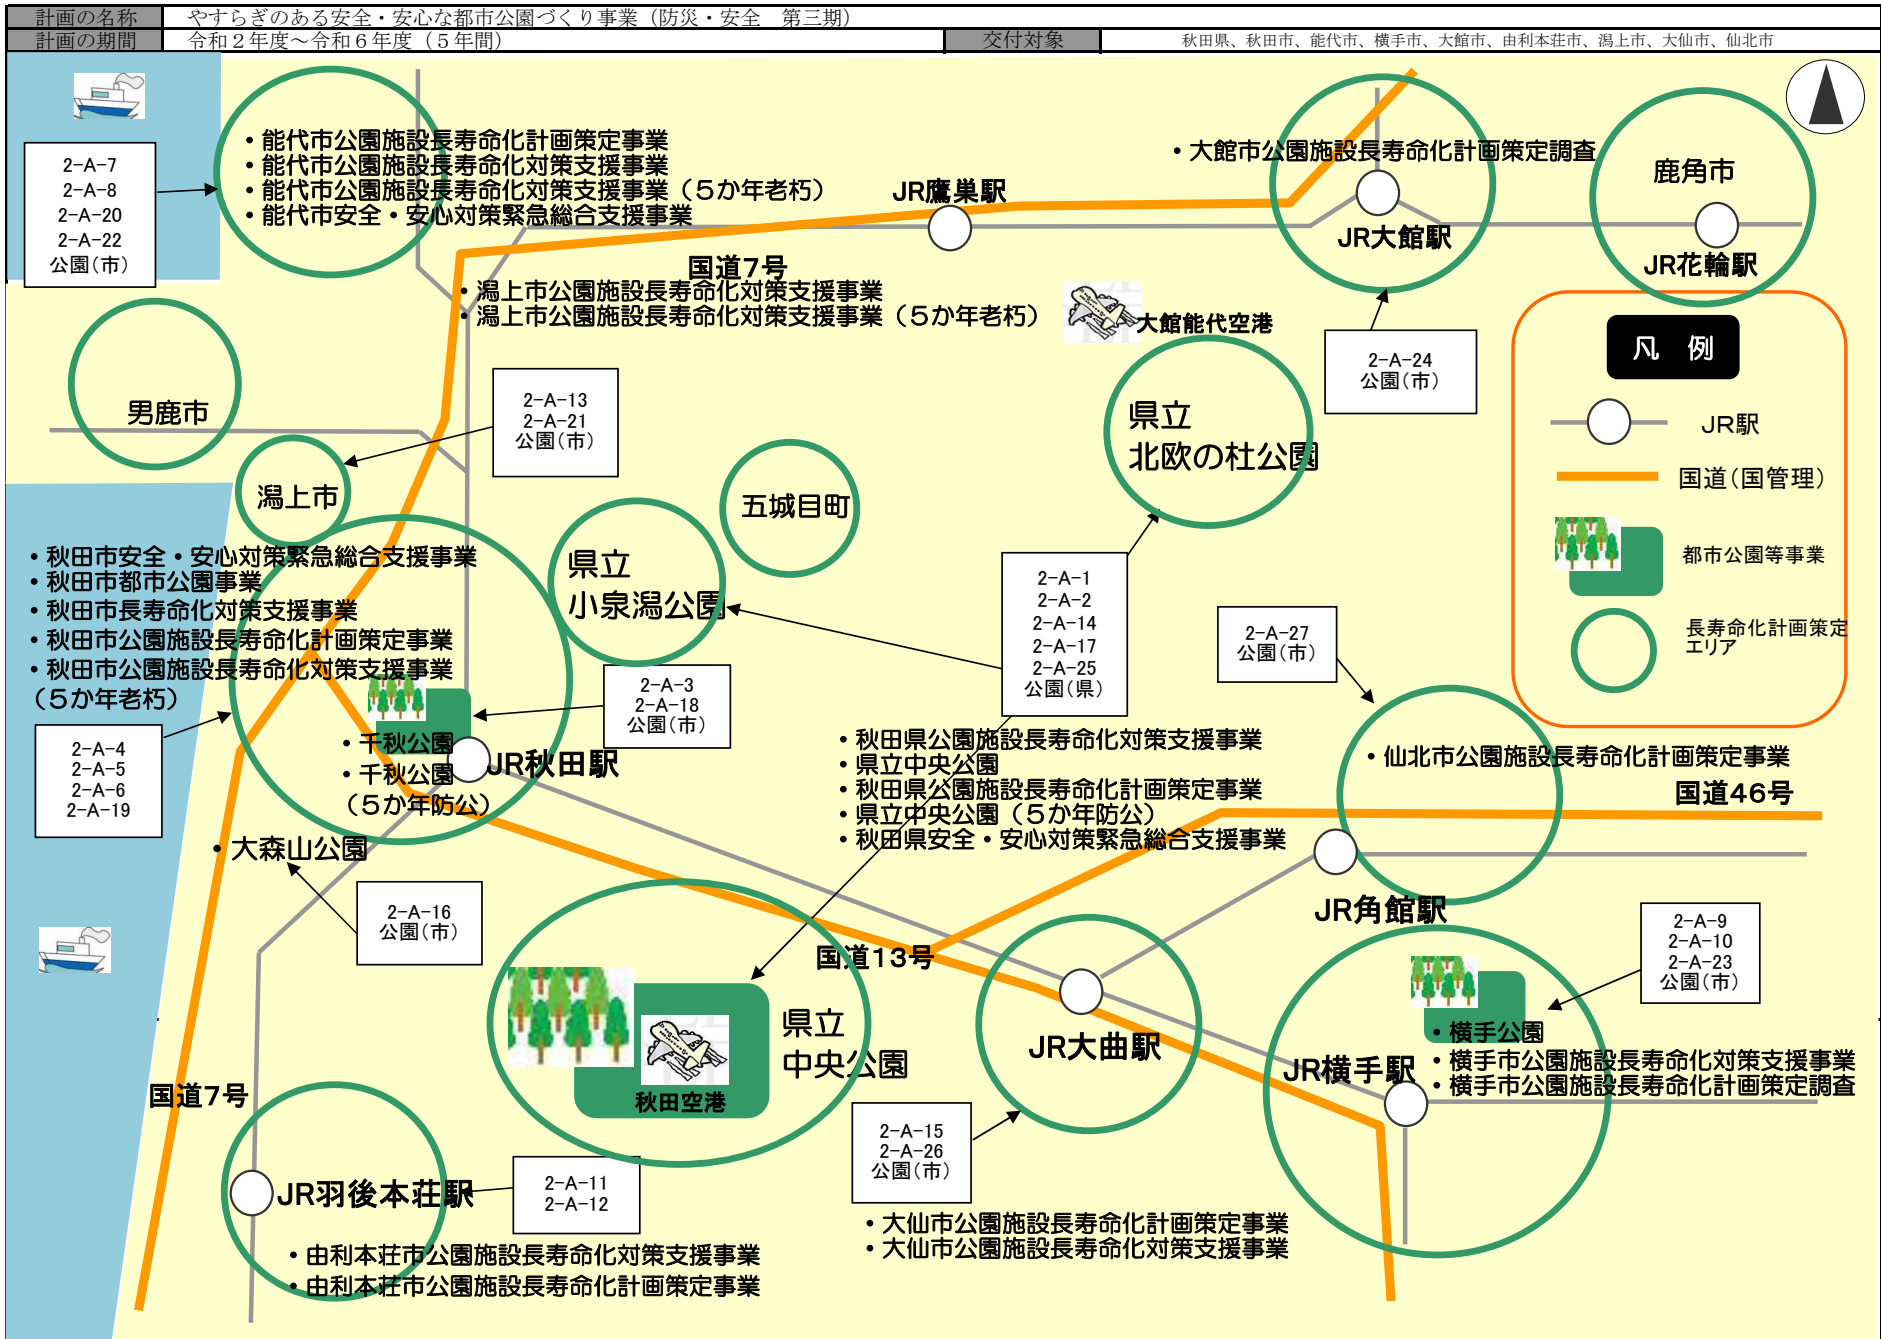 計画の名称 やすらぎのある安全・安心な都市公園づくり事業（防災・安全　第三期）
計画の期間 令和２年度～令和６年度（５年間） 交付対象 秋田県、秋田市、能代市、横手市、大館市、由利本荘市、潟上市、大仙市、仙北市
2-A-7
2-A-8
2-A-20
2-A-22
公園(市)
・能代市公園施設長寿命化計画策定事業
・能代市公園施設長寿命化対策支援事業
・能代市公園施設長寿命化対策支援事業（５か年老朽）
・能代市安全・安心対策緊急総合支援事業
JR鷹巣駅
・大館市公園施設長寿命化計画策定調査
JR大館駅
鹿角市
JR花輪駅
国道7号
・潟上市公園施設長寿命化対策支援事業
・潟上市公園施設長寿命化対策支援事業（５か年老朽）
大館能代空港
2-A-24
公園(市)
凡　例
JR駅
国道(国管理)
都市公園等事業
長寿命化計画策定
エリア
男鹿市
2-A-13
2-A-21
公園(市)
県立
北欧の杜公園
潟上市
五城目町
県立
小泉潟公園
・秋田市安全・安心対策緊急総合支援事業
・秋田市都市公園事業
・秋田市長寿命化対策支援事業
・秋田市公園施設長寿命化計画策定事業
・秋田市公園施設長寿命化対策支援事業
（５か年老朽）
2-A-1
2-A-2
2-A-14
2-A-17
2-A-25
公園(県)
2-A-27
公園(市)
2-A-3
2-A-18
公園(市)
2-A-4
2-A-5
2-A-6
2-A-19
・千秋公園
・千秋公園
（５か年防公）
JR秋田駅
・秋田県公園施設長寿命化対策支援事業
・県立中央公園
・秋田県公園施設長寿命化計画策定事業
・県立中央公園（５か年防公）
・秋田県安全・安心対策緊急総合支援事業
・仙北市公園施設長寿命化計画策定事業
国道46号
・大森山公園
2-A-16
公園(市)
JR角館駅
国道13号
2-A-9
2-A-10
2-A-23
公園(市)
県立
中央公園
秋田空港
JR大曲駅
JR横手駅
・横手公園
・横手市公園施設長寿命化対策支援事業
・横手市公園施設長寿命化計画策定調査
国道7号
2-A-15
2-A-26
公園(市)
JR羽後本荘駅
2-A-11
2-A-12
・大仙市公園施設長寿命化計画策定事業
・大仙市公園施設長寿命化対策支援事業
・由利本荘市公園施設長寿命化対策支援事業
・由利本荘市公園施設長寿命化計画策定事業